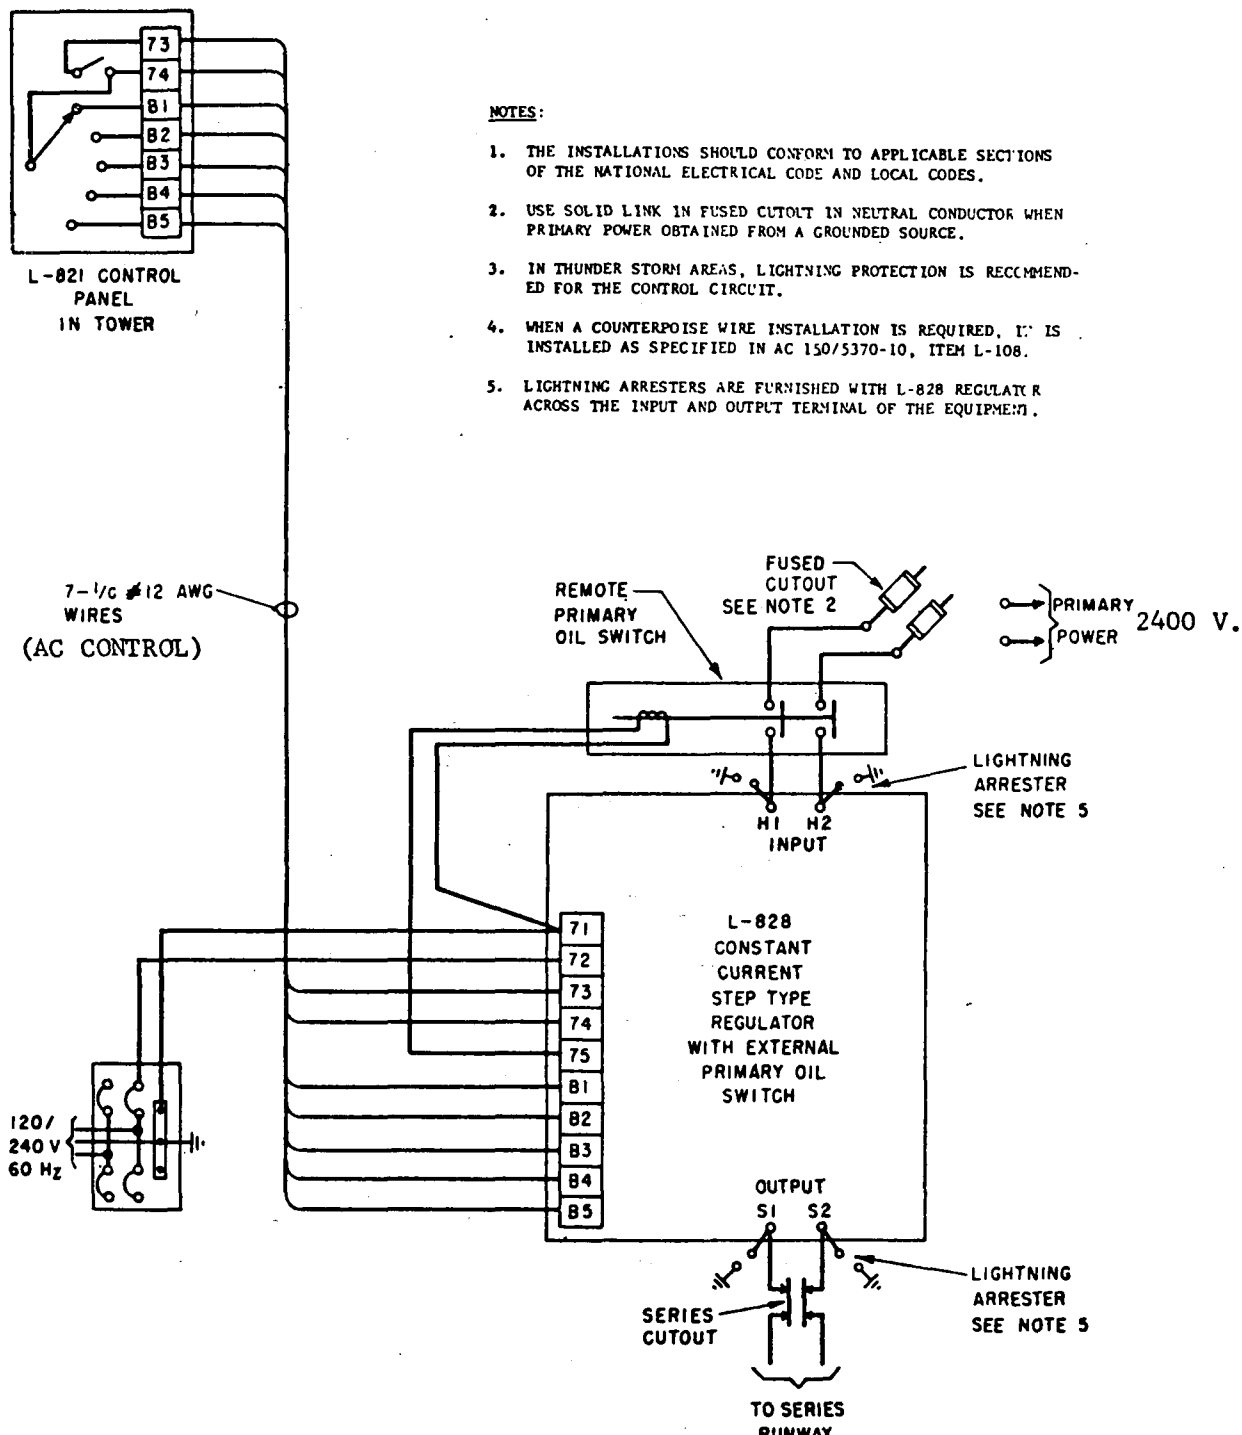 73
74
B1
B2
B3
B4
B5
L-821 CONTROL
PANEL
IN TOWER
NOTES:
1. THE INSTALLATIONS SHOULD CONFORM TO APPLICABLE SECTIONS
OF THE NATIONAL ELECTRICAL CODE AND LOCAL CODES.
2. USE SOLID LINK IN FUSED CUTOUT IN NEUTRAL CONDUCTOR WHEN
PRIMARY POWER OBTAINED FROM A GROUNDED SOURCE.
3. IN THUNDER STORM AREAS, LIGHTNING PROTECTION IS RECOMMEND-
ED FOR THE CONTROL CIRCUIT.
4. WHEN A COUNTERPOISE WIRE INSTALLATION IS REQUIRED, IT IS
INSTALLED AS SPECIFIED IN AC 150/5370-10, ITEM L-108.
5. LIGHTNING ARRESTERS ARE FURNISHED WITH L-828 REGULATOR
ACROSS THE INPUT AND OUTPUT TERMINAL OF THE EQUIPMENT.
7-1/C #12 AWG
WIRES
(AC CONTROL)
REMOTE
PRIMARY
OIL SWITCH
FUSED
CUTOUT
SEE NOTE 2
PRIMARY
POWER
2400 V.
LIGHTNING
ARRESTER
SEE NOTE 5
H1 H2
INPUT
L-828
CONSTANT
CURRENT
STEP TYPE
REGULATOR
WITH EXTERNAL
PRIMARY OIL
SWITCH
71
72
73
74
75
B1
B2
B3
B4
B5
120/
240 V
60 Hz
OUTPUT
S1 S2
LIGHTNING
ARRESTER
SEE NOTE 5
SERIES
CUTOUT
TO SERIES
RUNWAY